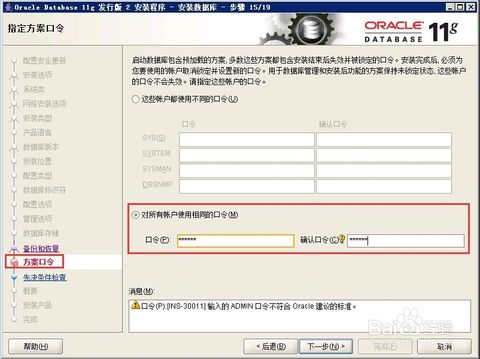 Oracle Database 11g 发行版 2 安装程序 - 安装数据库 - 步骤 15/19
指定方案口令
ORACLE 11g
DATABASE
配置安全更新
安装选项
系统类
网格安装选项
安装类型
产品语言
数据库版本
安装位置
配置类型
数据库标识符
配置选项
管理选项
数据库存储
备份和恢复
方案口令
先决条件检查
概要
安装产品
完成
启动数据库包含预加载的方案, 多数这些方案都包含安装结束后失效并被锁定的口令。安装完成后, 必须为
您要使用的帐户取消锁定并设置新的口令。用于数据库管理和安装后功能的方案保持未锁定状态, 这些帐户
的口令不会失效。请指定这些帐户的口令。
这些帐户都使用不同的口令(U)
口令 确认口令
SYS(S)
SYSTEM
SYSMAN
DBSNMP
对所有帐户使用相同的口令(M)
口令(P): ****** 确认口令(C) ******
消息(M):
口令(P):[INS-30011] 输入的 ADMIN 口令不符合 Oracle 建议的标准。
帮助(H) < 后退(B) 下一步(N) > 完成(F) 取消
Baidu 经验